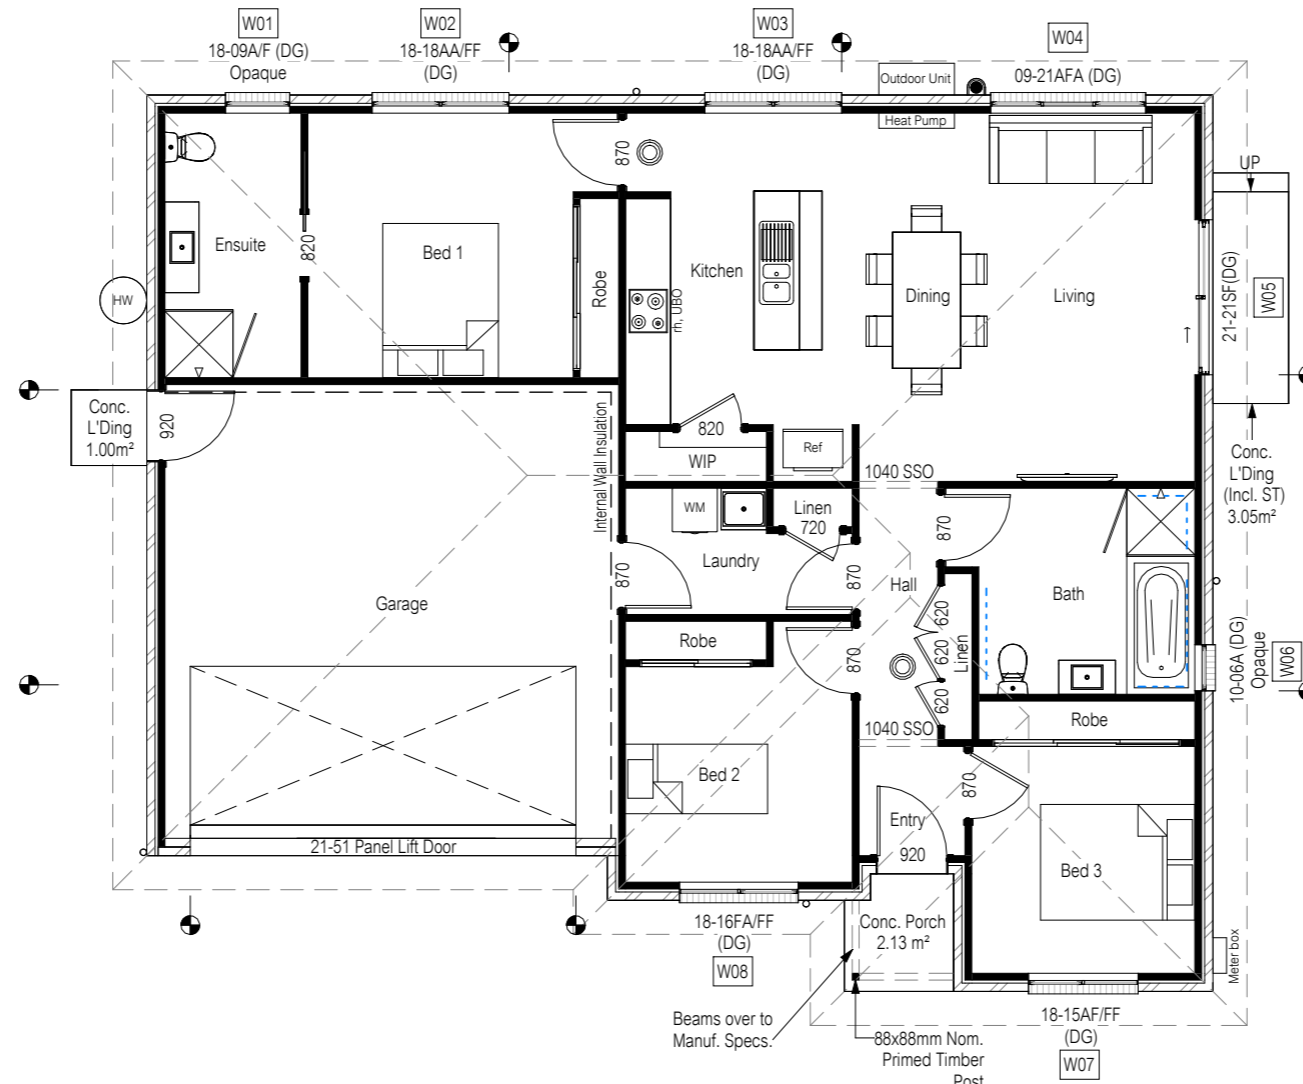 W01
18-09A/F (DG)
Opaque
W02
18-18AA/FF
(DG)
W03
18-18AA/FF
(DG)
W04
09-21AFA (DG)
Outdoor Unit
Heat Pump
870
UP
Ensuite
820
Bed 1
Robe
Kitchen
rh, UBO
Dining
Living
21-21SF(DG)
W05
HW
Conc.
L'Ding
1.00m²
920
Internal Wall Insulation
820
WIP
Ref
1040 SSO
Conc.
L'Ding
(Incl. ST)
3.05m²
WM
Linen
720
Laundry
870
870
Hall
870
Bath
Garage
620
620
620
Linen
10-06A (DG)
Opaque
W06
Robe
870
1040 SSO
Robe
Bed 2
870
Entry
920
Bed 3
21-51 Panel Lift Door
18-16FA/FF
(DG)
W08
Conc. Porch
2.13 m²
Meter box
Beams over to
Manuf. Specs.
88x88mm Nom.
Primed Timber
Post
18-15AF/FF
(DG)
W07